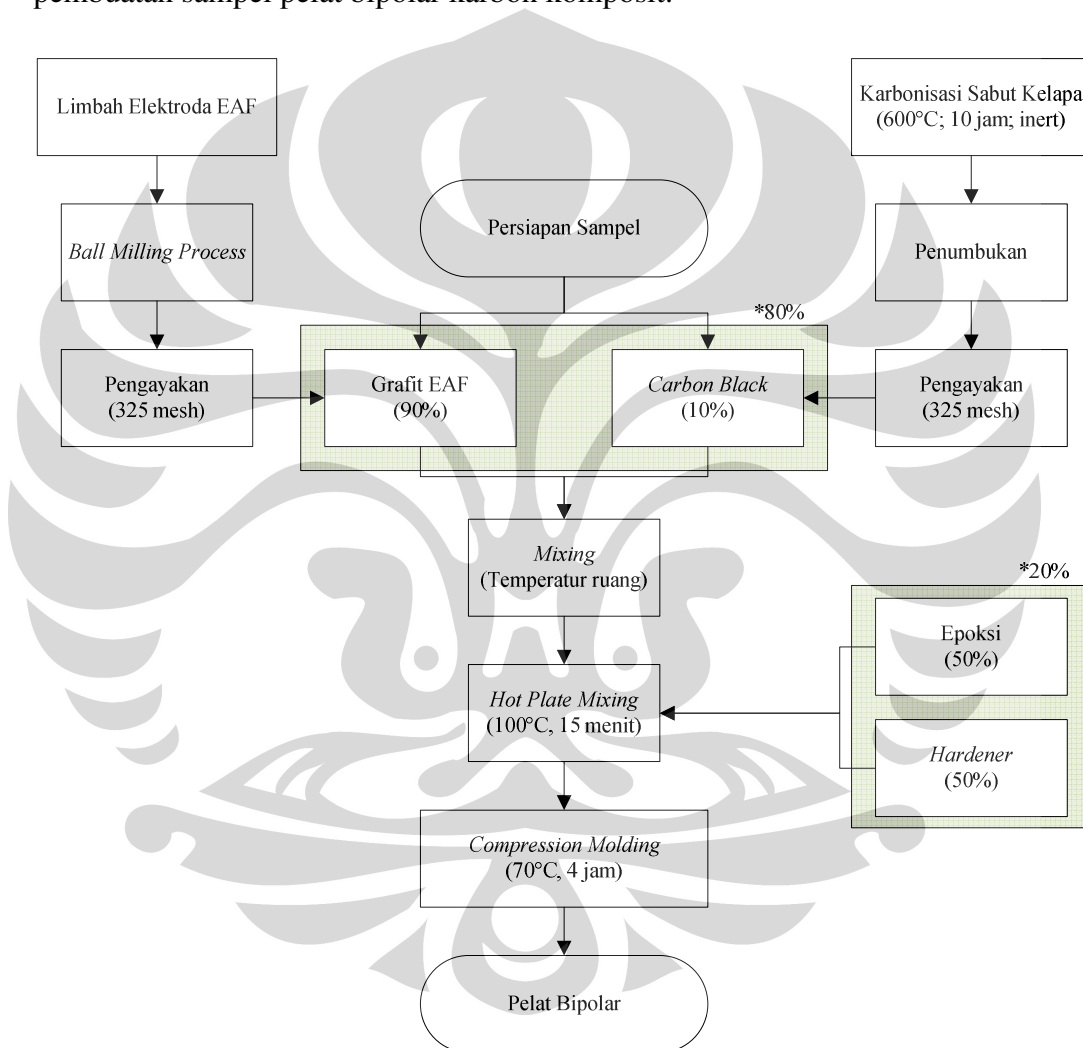 pembuatan sampel pelat bipolar karbon komposit.
Limbah Elektroda EAF
Karbonisasi Sabut Kelapa
(600°C; 10 jam; inert)
Ball Milling Process
Persiapan Sampel
Penumbukan
*80%
Pengayakan
(325 mesh)
Grafit EAF
(90%)
Carbon Black
(10%)
Pengayakan
(325 mesh)
Mixing
(Temperatur ruang)
*20%
Epoksi
(50%)
Hot Plate Mixing
(100°C, 15 menit)
Hardener
(50%)
Compression Molding
(70°C, 4 jam)
Pelat Bipolar